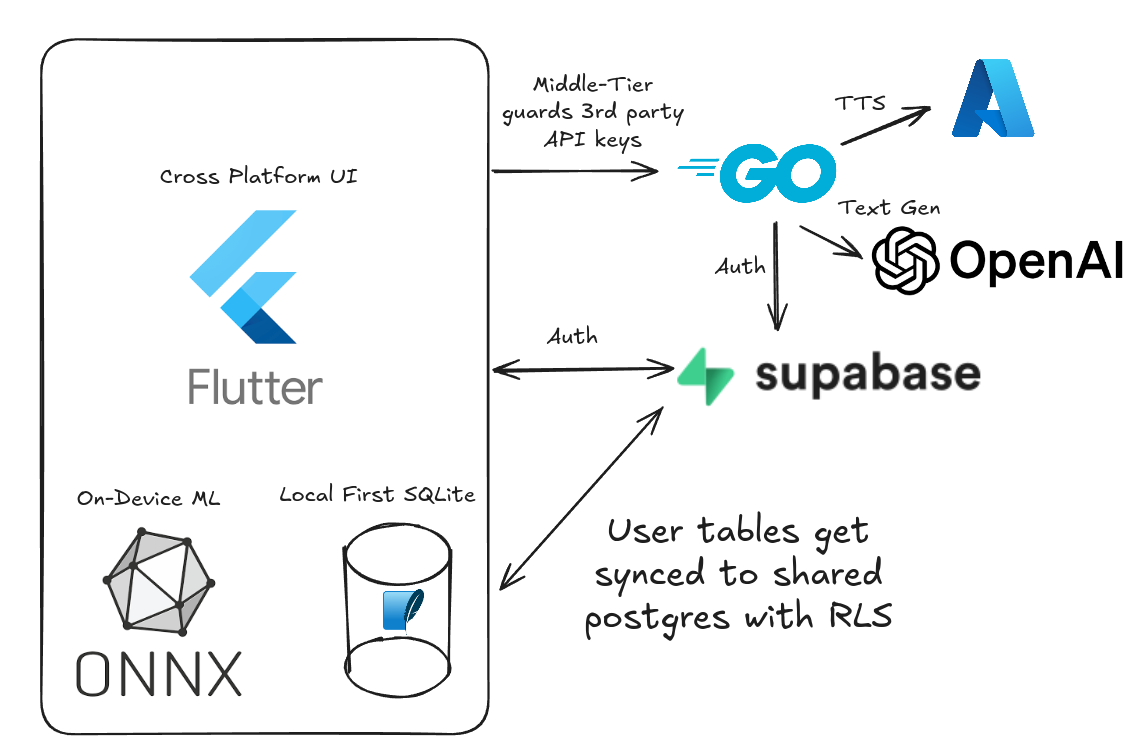 Middle-Tier
guards 3rd party
API keys
TTS
Cross Platform UI
GO
Text Gen
OpenAI
Auth
Auth
supabase
Flutter
On-Device ML
Local First SQLite
User tables get
synced to shared
postgres with RLS
ONNX